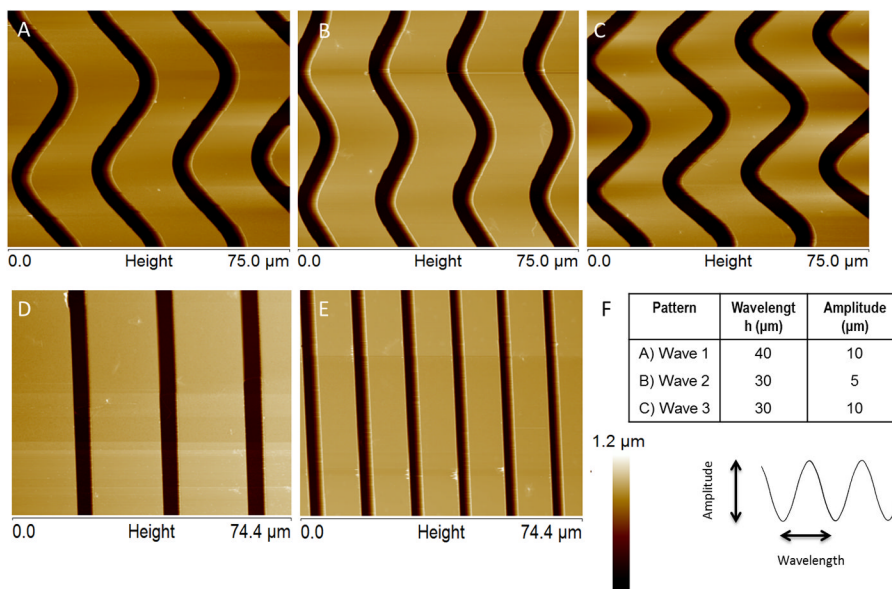 A
B
C
0.0 Height 75.0 µm
0.0 Height 75.0 µm
0.0 Height 75.0 µm
D
E
F
Pattern Wavelengt Amplitude
h (µm) (µm)
A) Wave 1 40 10
B) Wave 2 30 5
C) Wave 3 30 10
1.2 µm
Amplitude
Wavelength
0.0 Height 74.4 µm
0.0 Height 74.4 µm